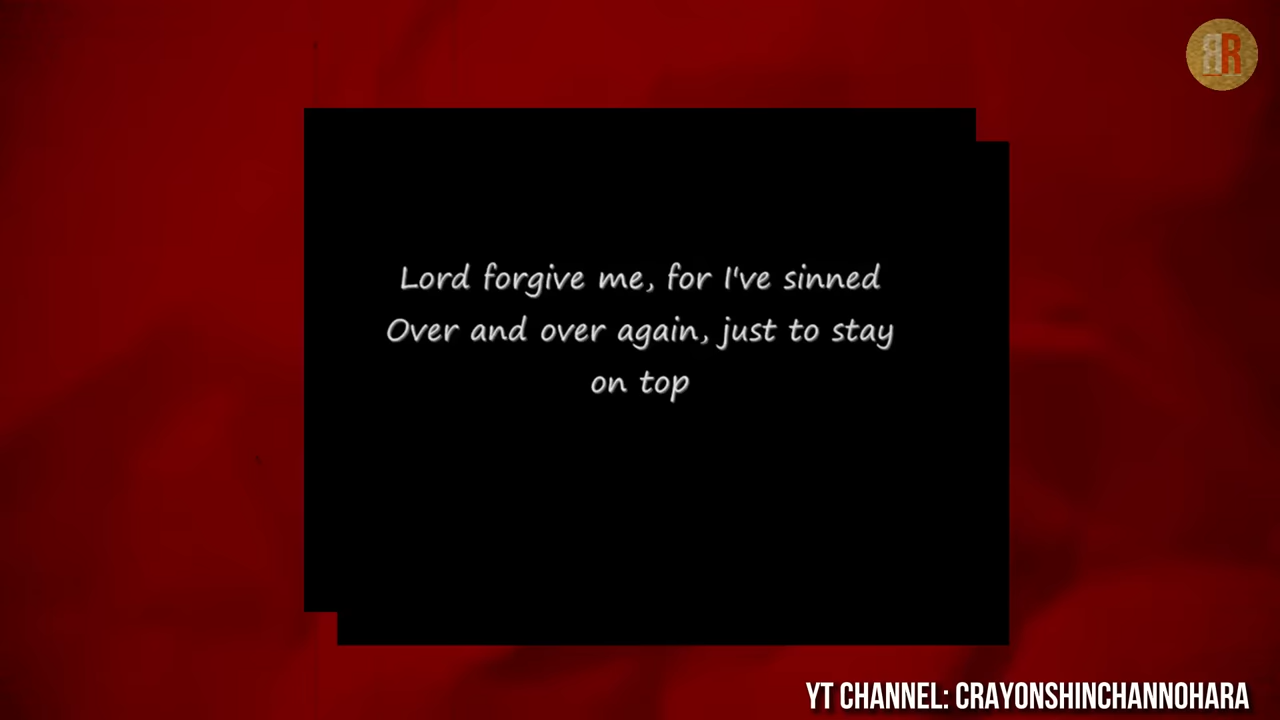 Lord forgive me, for I've sinned
Over and over again, just to stay
on top
YT CHANNEL: CRAYONSHINCHANNOHARA